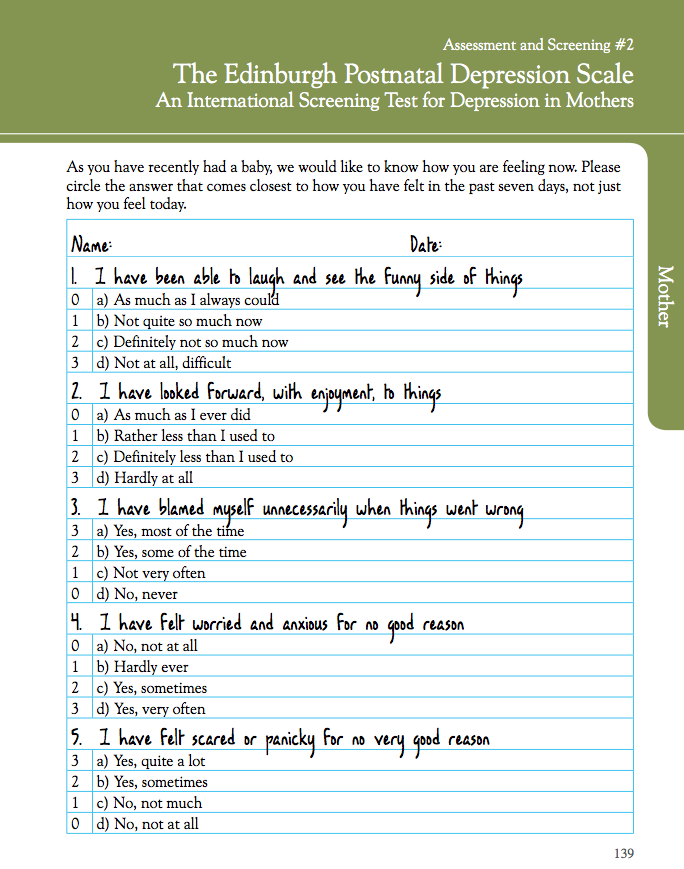 Assessment and Screening #2
The Edinburgh Postnatal Depression Scale
An International Screening Test for Depression in Mothers
As you have recently had a baby, we would like to know how you are feeling now. Please
circle the answer that comes closest to how you have felt in the past seven days, not just
how you feel today.
Name: Date:
1. I have been able to laugh and see the funny side of things
0 a) As much as I always could
1 b) Not quite so much now
2 c) Definitely not so much now
3 d) Not at all, difficult
2. I have looked forward, with enjoyment, to things
0 a) As much as I ever did
1 b) Rather less than I used to
2 c) Definitely less than I used to
3 d) Hardly at all
3. I have blamed myself unnecessarily when things went wrong
3 a) Yes, most of the time
2 b) Yes, some of the time
1 c) Not very often
0 d) No, never
4. I have felt worried and anxious for no good reason
0 a) No, not at all
1 b) Hardly ever
2 c) Yes, sometimes
3 d) Yes, very often
5. I have felt scared or panicky for no very good reason
3 a) Yes, quite a lot
2 b) Yes, sometimes
1 c) No, not much
0 d) No, not at all
Mother
139